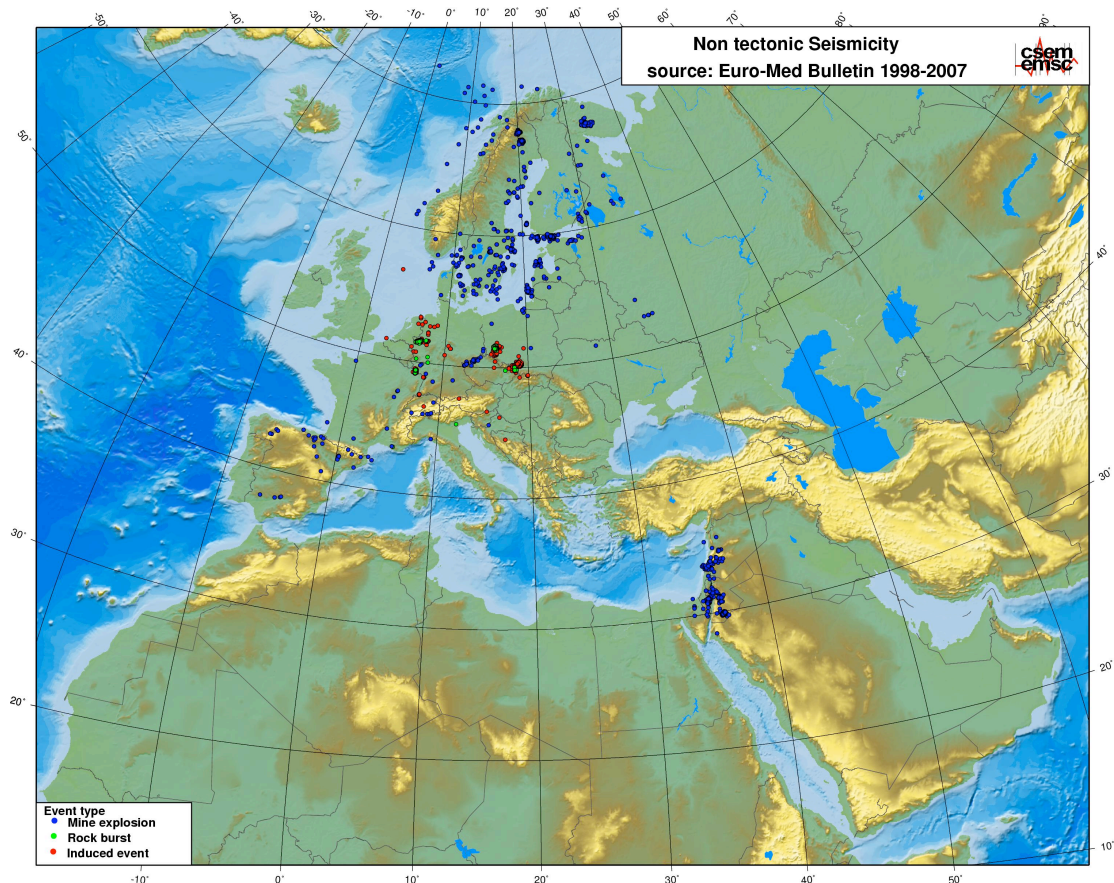 -50° -40° -30° -20° -10° 0° 10° 20° 30° 40° 50° 60° 70° 80° 90°
Non tectonic Seismicity
source: Euro-Med Bulletin 1998-2007
csem
emsc
50°
40°
30°
20°
40°
30°
20°
10°
Event type
Mine explosion
Rock burst
Induced event
-10° 0° 10° 20° 30° 40° 50°